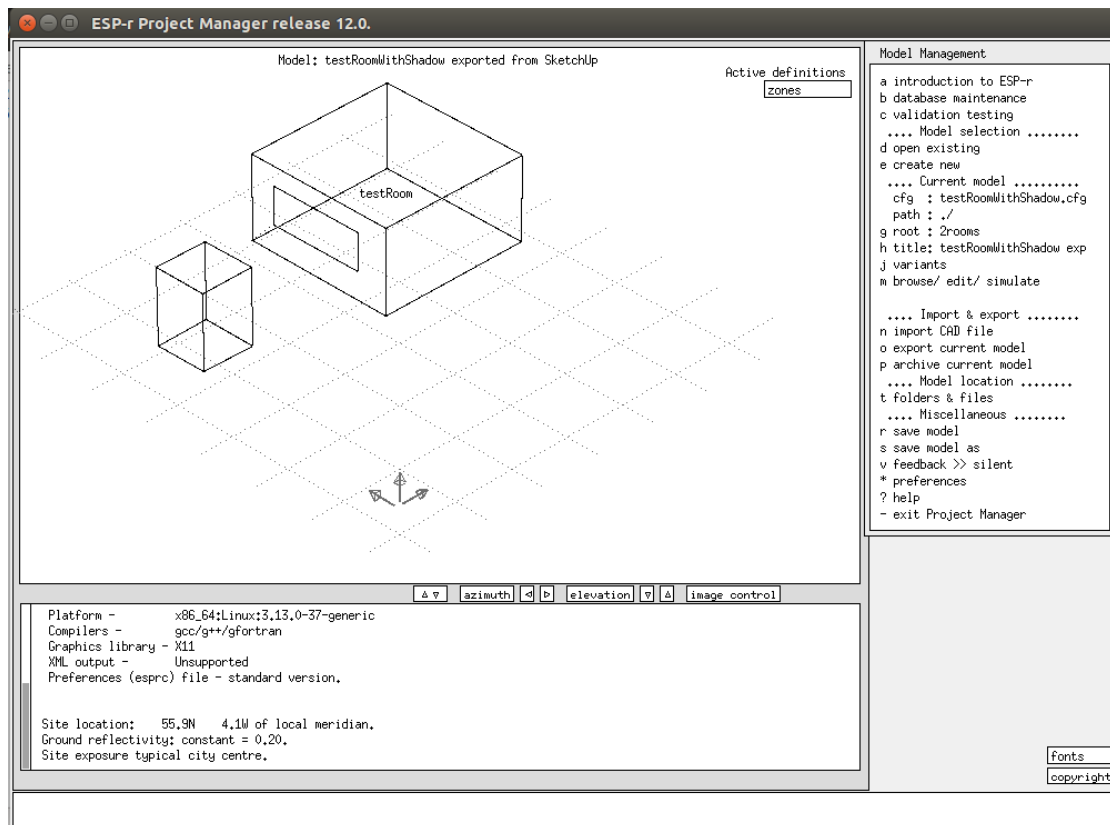 ESP-r Project Manager release 12.0.
Model: testRoomWithShadow exported from SketchUp
Active definitions
zones
testRoom
azimuth
elevation
image control
Platform - x86_64:Linux:3.13.0-37-generic
Compilers - gcc/g++/gfortran
Graphics library - X11
XML output - Unsupported
Preferences (esprc) file - standard version.
Site location: 55.9N 4.1W of local meridian.
Ground reflectivity: constant = 0.20.
Site exposure typical city centre.
Model Management
a introduction to ESP-r
b database maintenance
c validation testing
.... Model selection ........
d open existing
e create new
.... Current model ..........
cfg : testRoomWithShadow.cfg
path : ./
g root : 2rooms
h title: testRoomWithShadow exp
j variants
m browse/ edit/ simulate
.... Import & export ........
n import CAD file
o export current model
p archive current model
.... Model location ........
t folders & files
.... Miscellaneous ........
r save model
s save model as
v feedback >> silent
* preferences
? help
- exit Project Manager
fonts
copyright